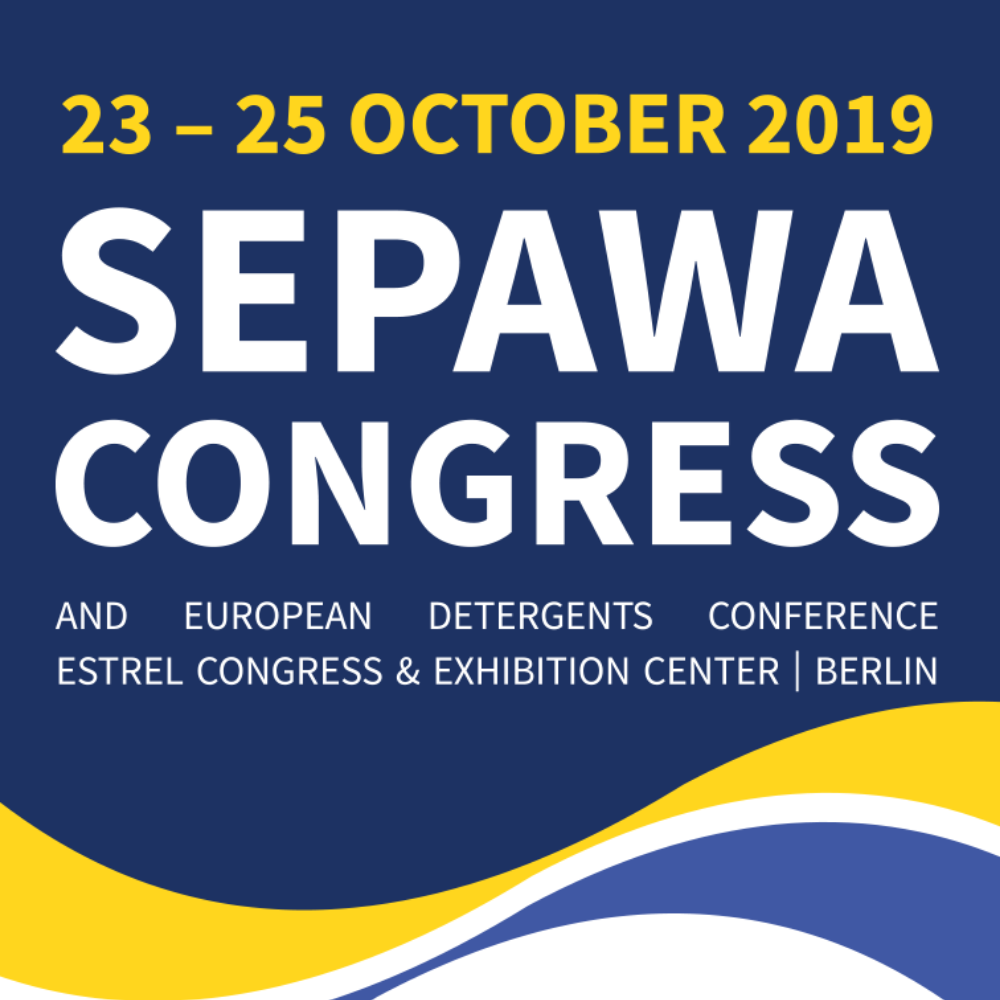 23 – 25 OCTOBER 2019
SEPAWA
CONGRESS
AND EUROPEAN DETERGENTS CONFERENCE
ESTREL CONGRESS & EXHIBITION CENTER | BERLIN